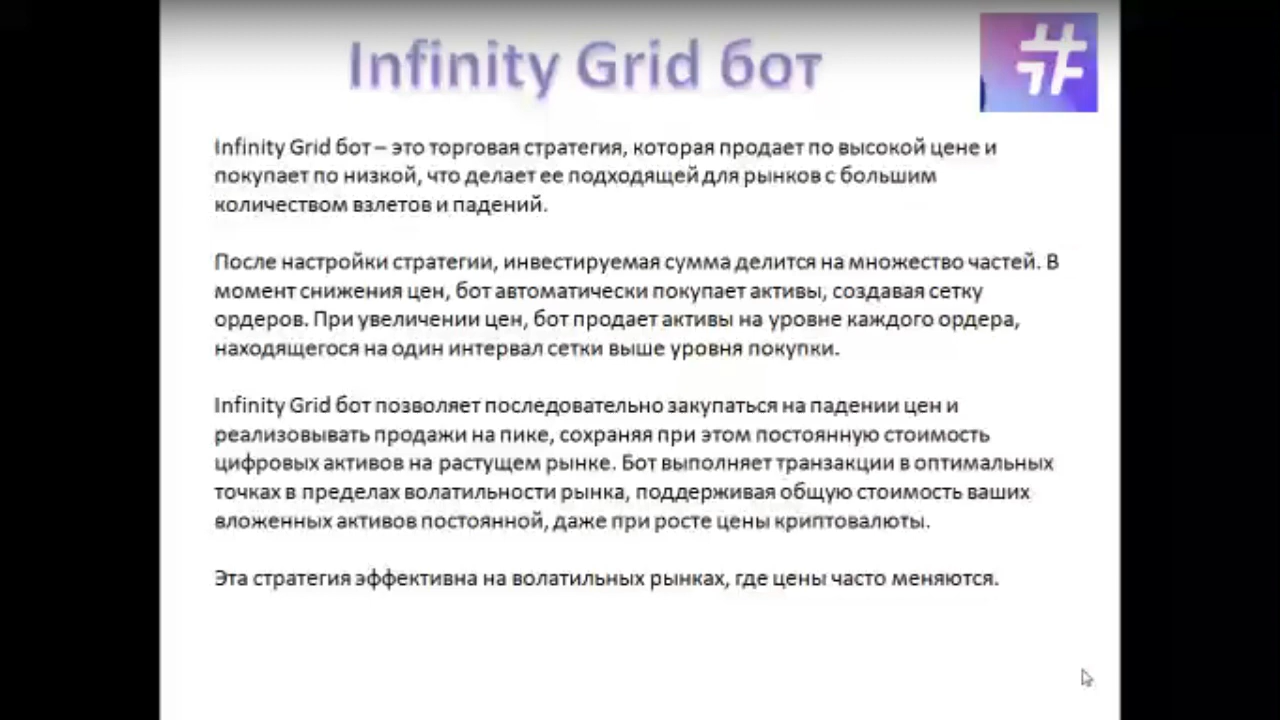 Infinity Grid бот
Infinity Grid бот – это торговая стратегия, которая продает по высокой цене и
покупает по низкой, что делает ее подходящей для рынков с большим
количеством взлетов и падений.
После настройки стратегии, инвестируемая сумма делится на множество частей. В
момент снижения цен, бот автоматически покупает активы, создавая сетку
ордеров. При увеличении цен, бот продает активы на уровне каждого ордера,
находящегося на один интервал сетки выше уровня покупки.
Infinity Grid бот позволяет последовательно закупаться на падении цен и
реализовывать продажи на пике, сохраняя при этом постоянную стоимость
цифровых активов на растущем рынке. Бот выполняет транзакции в оптимальных
точках в пределах волатильности рынка, поддерживая общую стоимость ваших
вложенных активов постоянной, даже при росте цены криптовалюты.
Эта стратегия эффективна на волатильных рынках, где цены часто меняются.